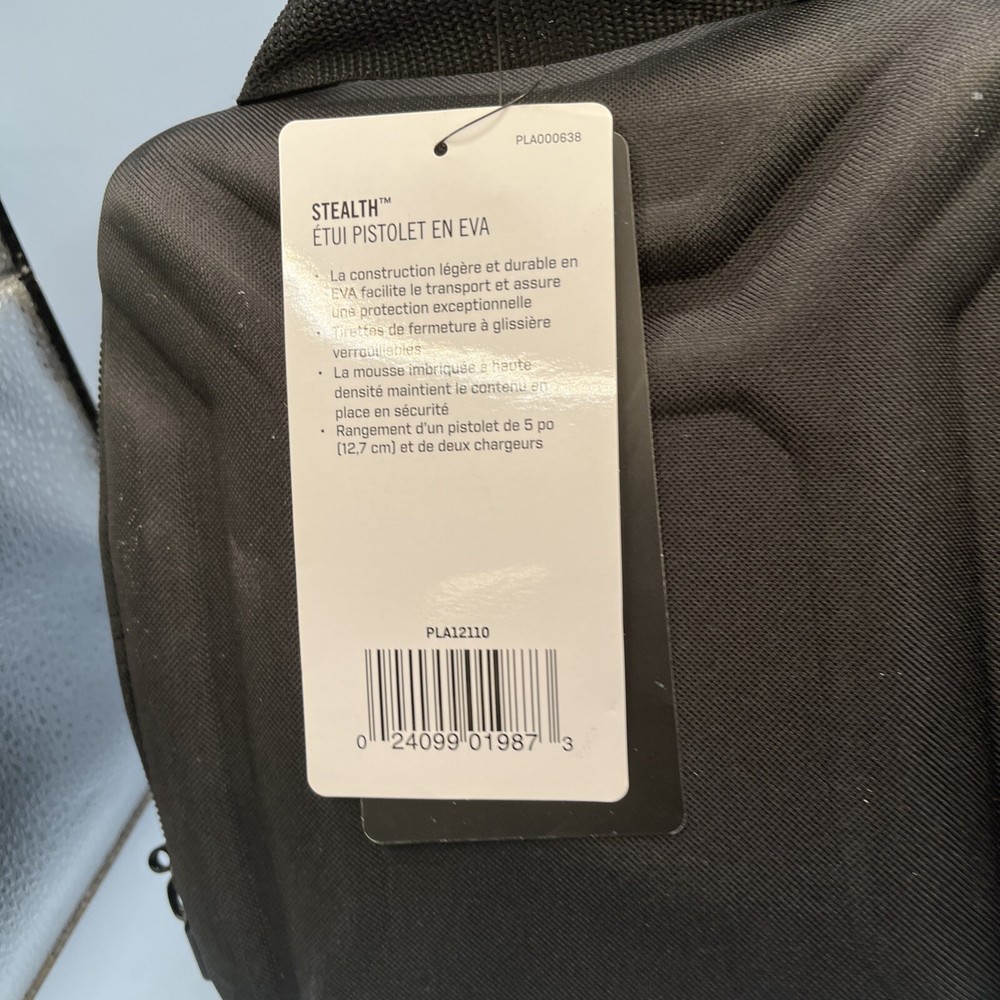 PLA000638
STEALTH™
ÉTUI PISTOLET EN EVA
• La construction légère et durable en
EVA facilite le transport et assure
une protection exceptionnelle
• Tirettes de fermeture à glissière
verrouillables
• La mousse imbriquée à haute
densité maintient le contenu en
place en sécurité
• Rangement d'un pistolet de 5 po
(12,7 cm) et de deux chargeurs
PLA12110
0 24099 01987 3